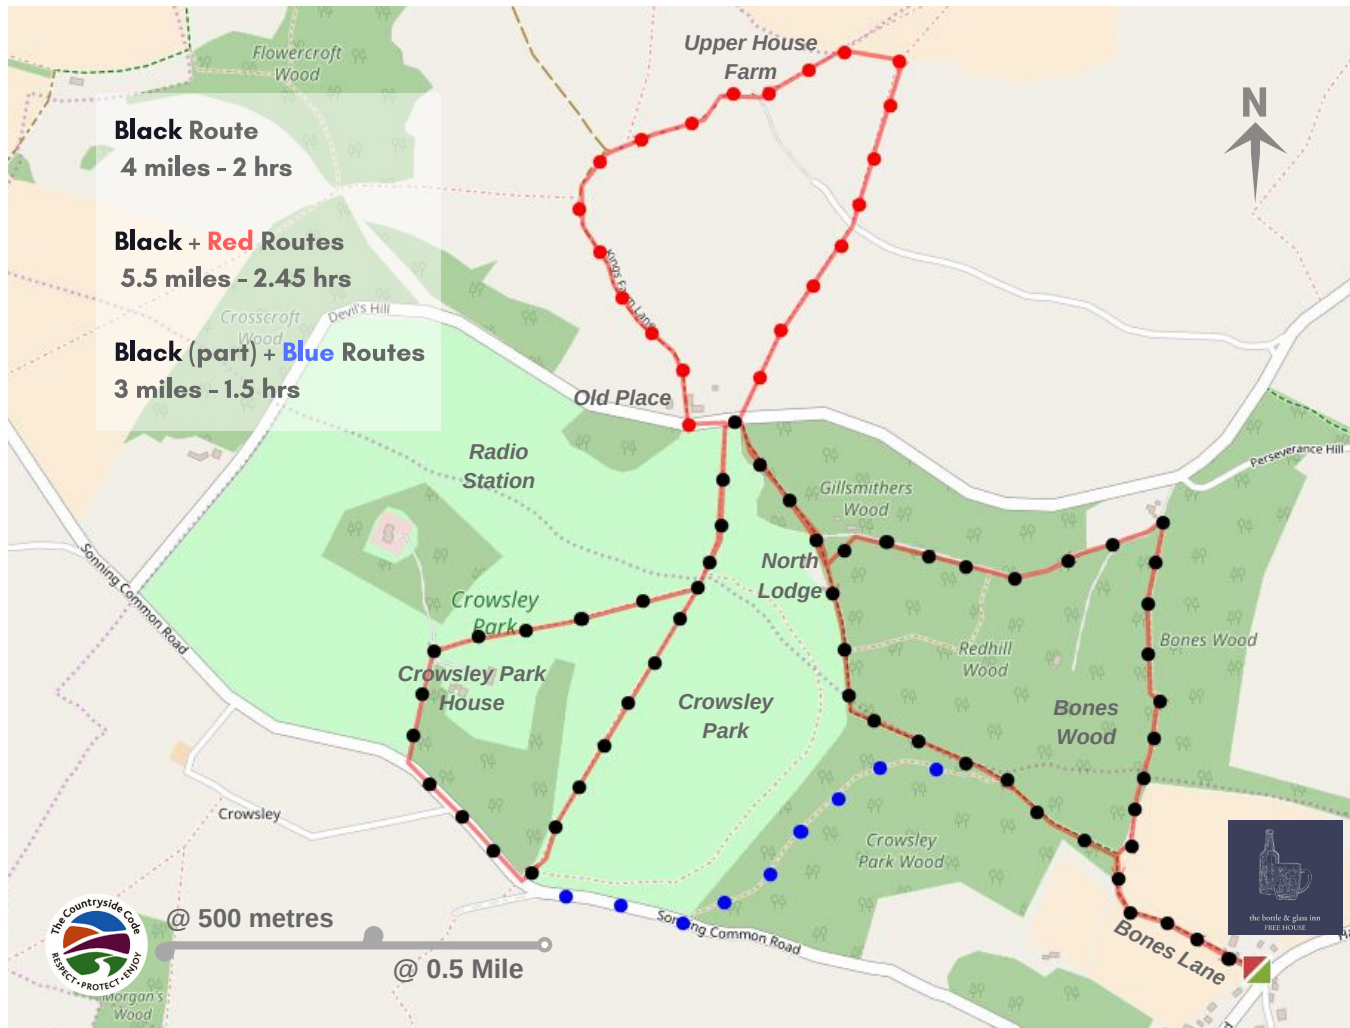 Upper House
Farm
Flowercroft
Wood
N
Black Route
4 miles - 2 hrs
Black + Red Routes
5.5 miles - 2.45 hrs
Kings Farm Lane
Devil's Hill
Crosscroft
Wood
Black (part) + Blue Routes
3 miles - 1.5 hrs
Old Place
Radio
Station
Perseverance Hill
Gillsmithers
Wood
Sonning Common Road
North
Lodge
Crowsley
Park
Redhill
Wood
Bones Wood
Crowsley Park
House
Crowsley
Park
Bones
Wood
Crowsley
Crowsley
Park Wood
the bottle & glass inn
FREE HOUSE
The Countryside Code
RESPECT • PROTECT • ENJOY
@ 500 metres
@ 0.5 Mile
Sonning Common Road
Bones Lane
Morgan's
Wood